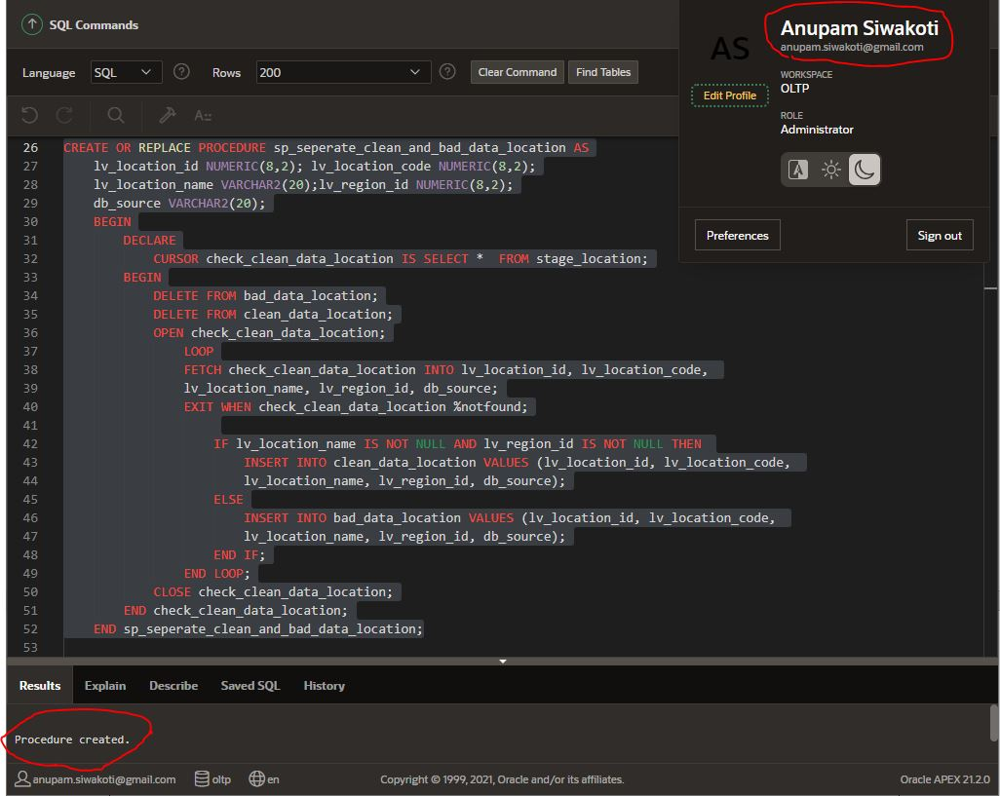 SQL Commands
Language SQL Rows 200 Clear Command Find Tables
AS
Anupam Siwakoti
anupam.siwakoti@gmail.com
WORKSPACE
OLTP
Edit Profile
ROLE
Administrator
A
Preferences Sign out
A::
26 CREATE OR REPLACE PROCEDURE sp_seperate_clean_and_bad_data_location AS
27 lv_location_id NUMERIC(8,2); lv_location_code NUMERIC(8,2);
28 lv_location_name VARCHAR2(20);lv_region_id NUMERIC(8,2);
29 db_source VARCHAR2(20);
30 BEGIN
31 DECLARE
32 CURSOR check_clean_data_location IS SELECT *  FROM stage_location;
33 BEGIN
34 DELETE FROM bad_data_location;
35 DELETE FROM clean_data_location;
36 OPEN check_clean_data_location;
37 LOOP
38 FETCH check_clean_data_location INTO lv_location_id, lv_location_code,
39 lv_location_name, lv_region_id, db_source;
40 EXIT WHEN check_clean_data_location %notfound;
41
42 IF lv_location_name IS NOT NULL AND lv_region_id IS NOT NULL THEN
43 INSERT INTO clean_data_location VALUES (lv_location_id, lv_location_code,
44 lv_location_name, lv_region_id, db_source);
45 ELSE
46 INSERT INTO bad_data_location VALUES (lv_location_id, lv_location_code,
47 lv_location_name, lv_region_id, db_source);
48 END IF;
49 END LOOP;
50 CLOSE check_clean_data_location;
51 END check_clean_data_location;
52 END sp_seperate_clean_and_bad_data_location;
53
Results Explain Describe Saved SQL History
Procedure created.
anupam.siwakoti@gmail.com oltp en Copyright © 1999, 2021, Oracle and/or its affiliates. Oracle APEX 21.2.0